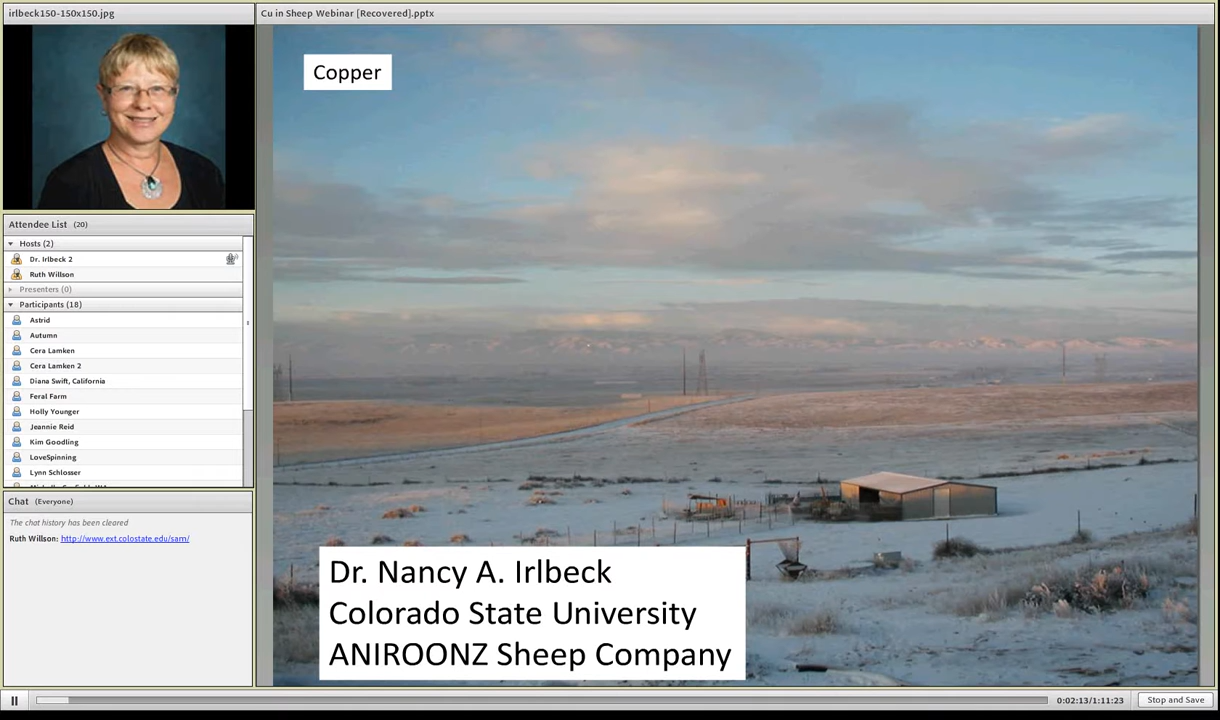 irlbeck150-150x150.jpg
Cu in Sheep Webinar [Recovered].pptx
Copper
Attendee List (20)
Hosts (2)
Dr. Irlbeck 2
Ruth Willson
Presenters (0)
Participants (18)
Astrid
Autumn
Cera Lamken
Cera Lamken 2
Diana Swift, California
Feral Farm
Holly Younger
Jeannie Reid
Kim Goodling
LoveSpinning
Lynn Schlosser
Chat (Everyone)
The chat history has been cleared
Ruth Willson: http://www.ext.colostate.edu/sam/
Dr. Nancy A. Irlbeck
Colorado State University
ANIROONZ Sheep Company
0:02:13/1:11:23
Stop and Save